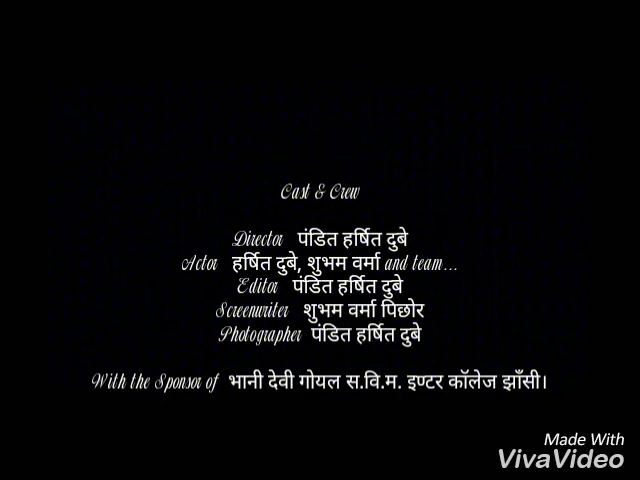 Cast & Crew
Director पंडित हर्षित दुबे
Actor हर्षित दुबे, शुभम वर्मा and team...
Editor पंडित हर्षित दुबे
Screenwriter शुभम वर्मा पिछोर
Photographer पंडित हर्षित दुबे
With the Sponsor of भानी देवी गोयल स.वि.म. इण्टर कॉलेज झाँसी।
Made With
VivaVideo